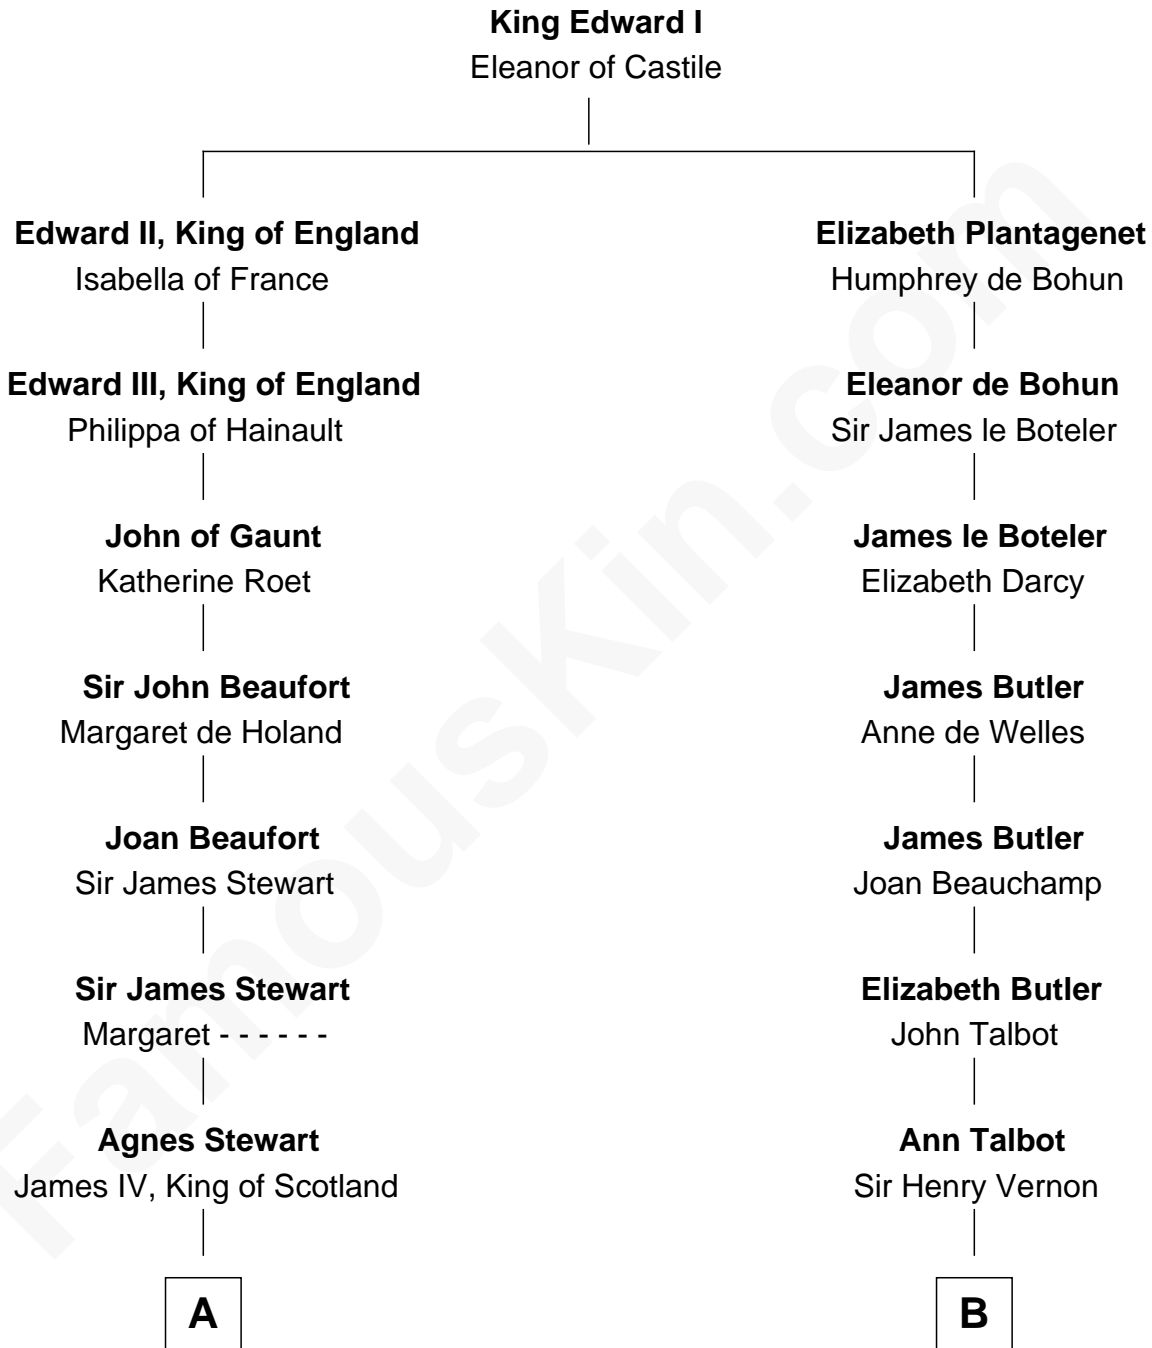 King Edward I
Eleanor of Castile
Edward II, King of England
Isabella of France
Elizabeth Plantagenet
Humphrey de Bohun
Edward III, King of England
Philippa of Hainault
Eleanor de Bohun
Sir James le Boteler
John of Gaunt
Katherine Roet
James le Boteler
Elizabeth Darcy
Sir John Beaufort
Margaret de Holand
James Butler
Anne de Welles
Joan Beaufort
Sir James Stewart
James Butler
Joan Beauchamp
Sir James Stewart
Margaret - - - - - -
Elizabeth Butler
John Talbot
Agnes Stewart
James IV, King of Scotland
Ann Talbot
Sir Henry Vernon
A
B
FamousKin.com